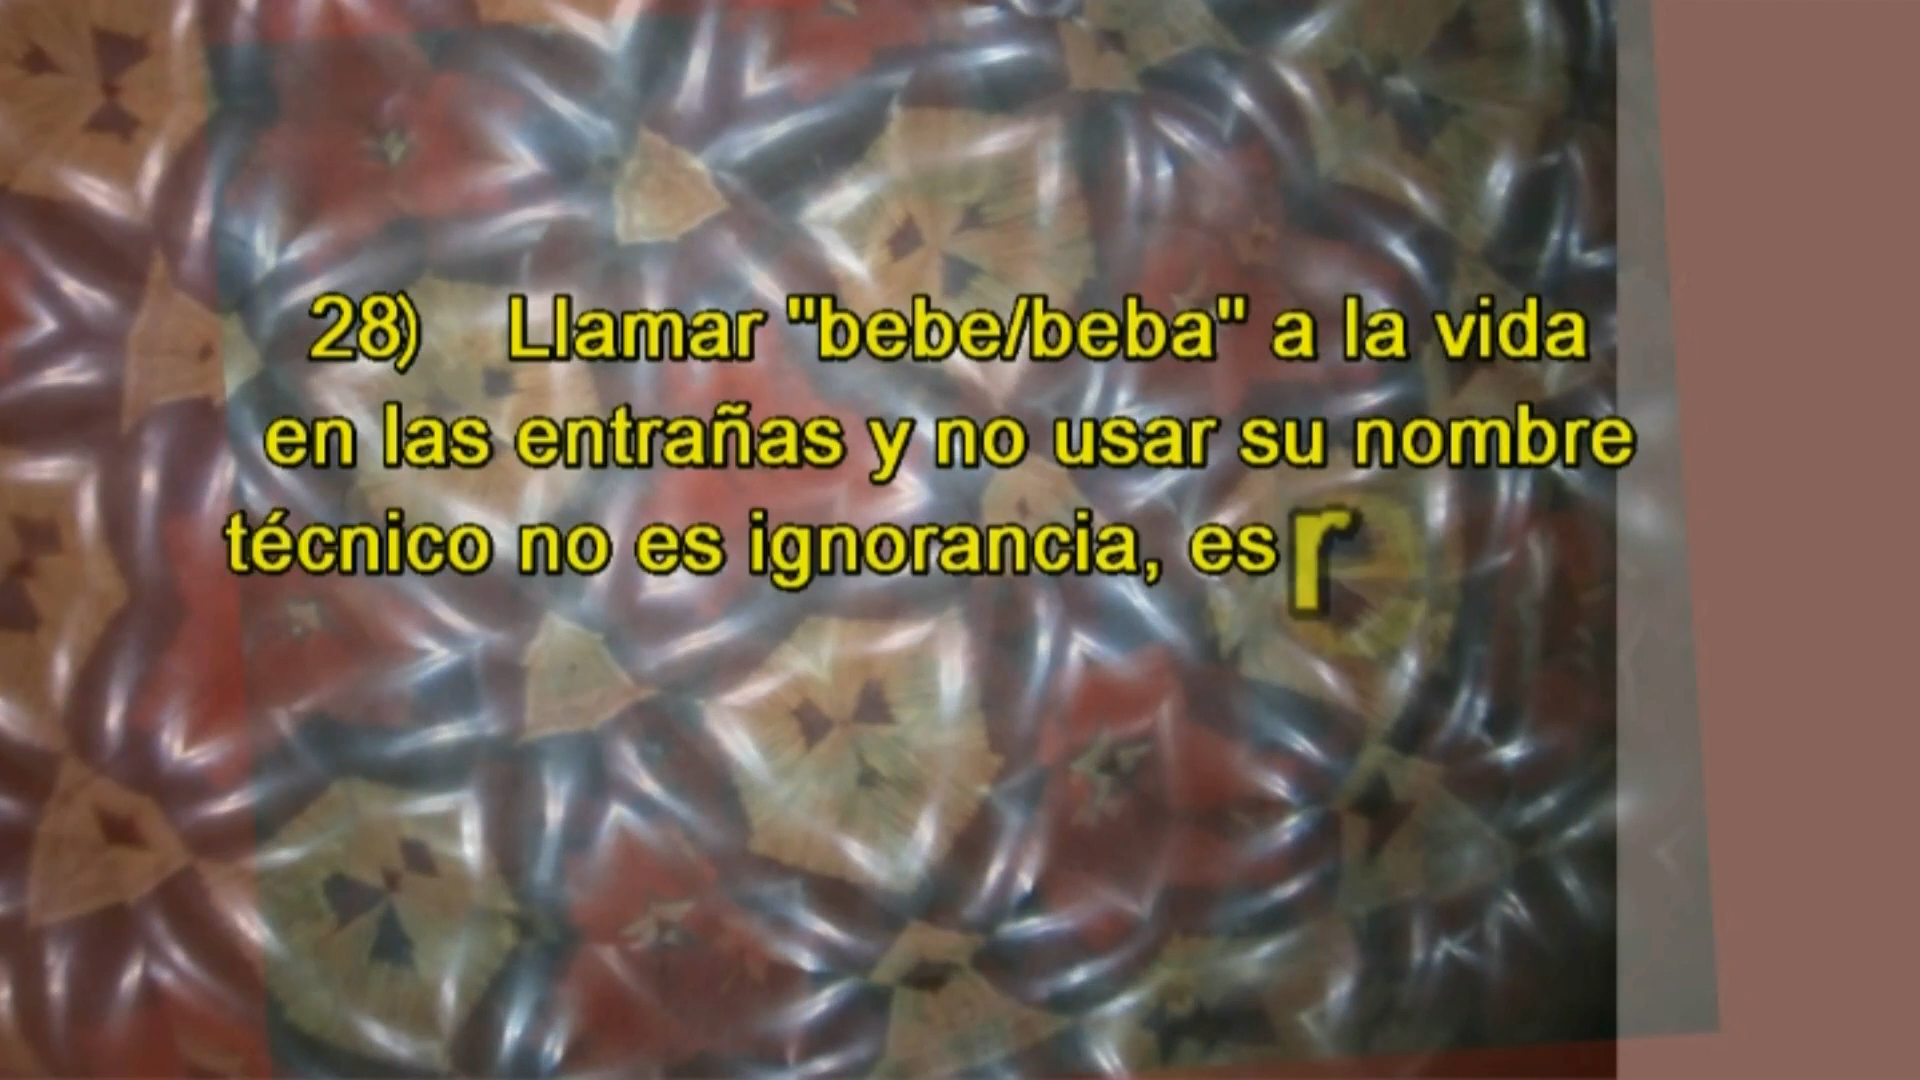 28) Llamar "bebe/beba" a la vida
en las entrañas y no usar su nombre
técnico no es ignorancia, es r